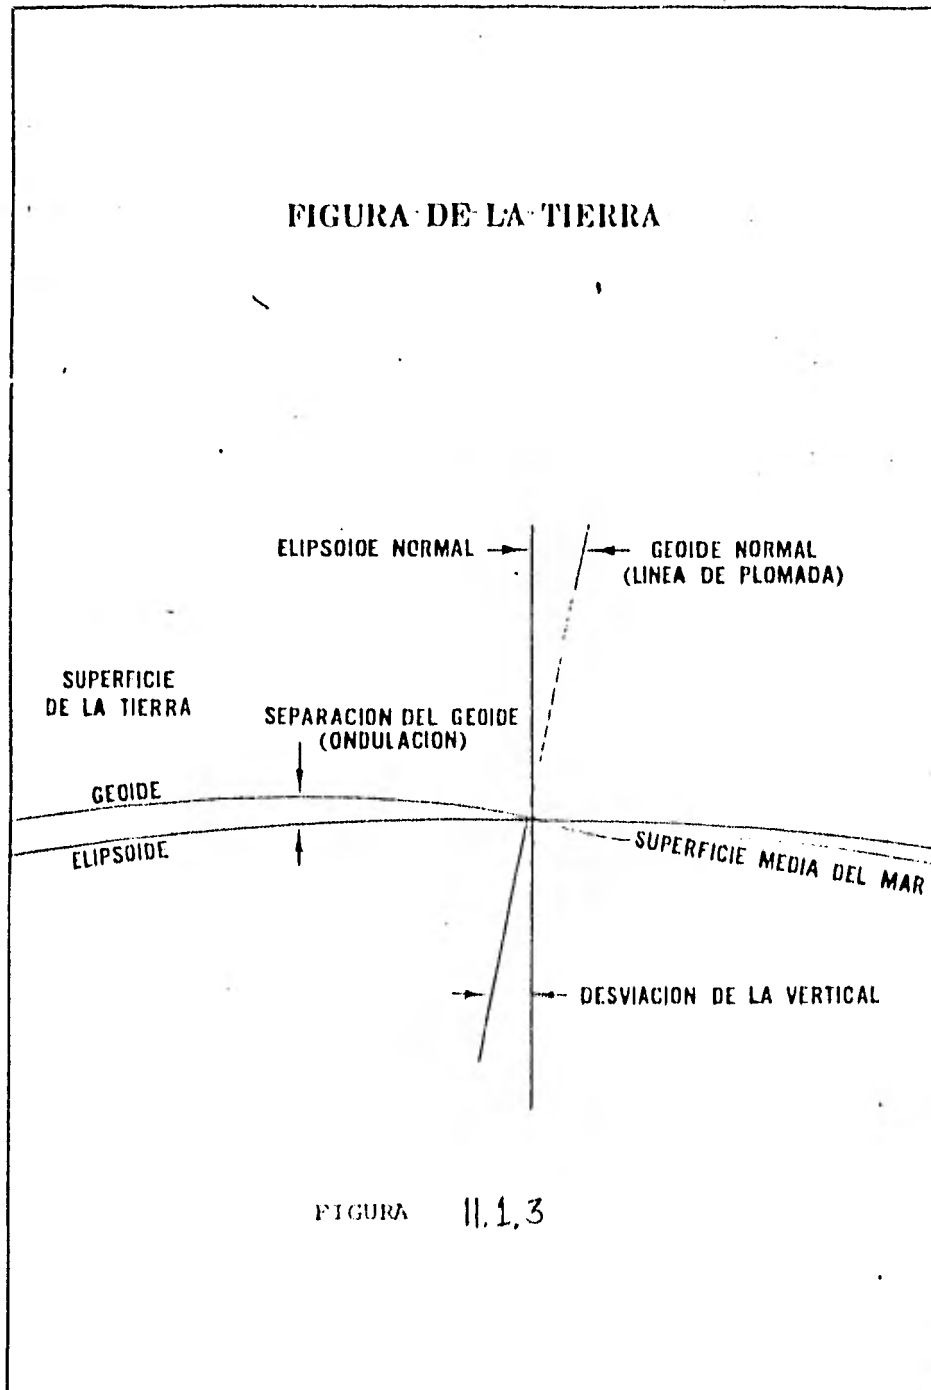 FIGURA DE LA TIERRA
ELIPSOIDE NORMAL
GEOIDE NORMAL
(LINEA DE PLOMADA)
SUPERFICIE
DE LA TIERRA
SEPARACION DEL GEOIDE
(ONDULACION)
GEOIDE
ELIPSOIDE
SUPERFICIE MEDIA DEL MAR
DESVIACION DE LA VERTICAL
FIGURA II.1.3